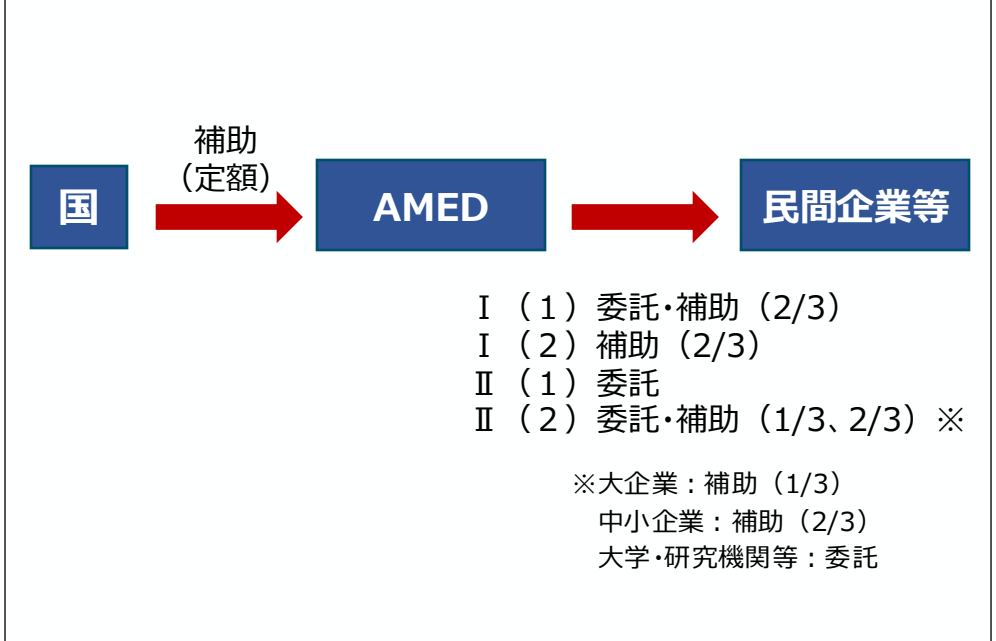 補助
（定額）
国
AMED
民間企業等
Ⅰ（１）委託・補助（2/3）
Ⅰ（２）補助（2/3）
Ⅱ（１）委託
Ⅱ（２）委託・補助（1/3、2/3）※
※大企業：補助（1/3）
中小企業：補助（2/3）
大学・研究機関等：委託